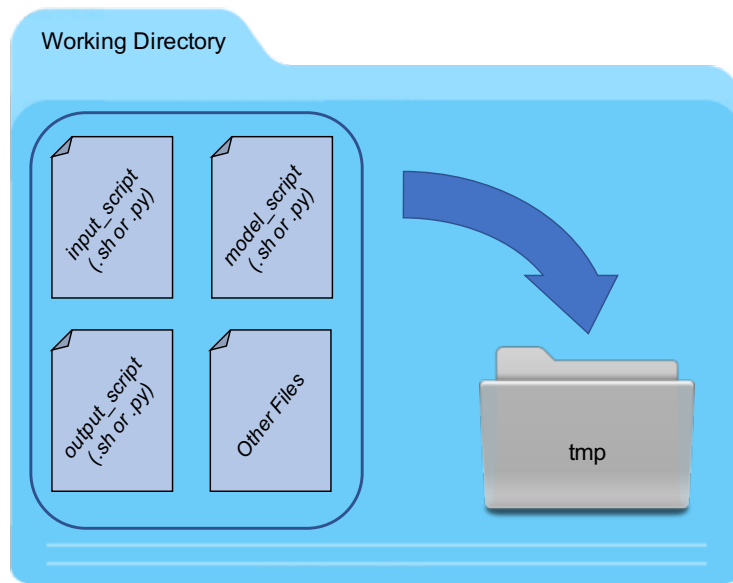 Working Directory
input_script
(.sh or .py)
model_script
(.sh or .py)
output_script
(.sh or .py)
Other Files
tmp